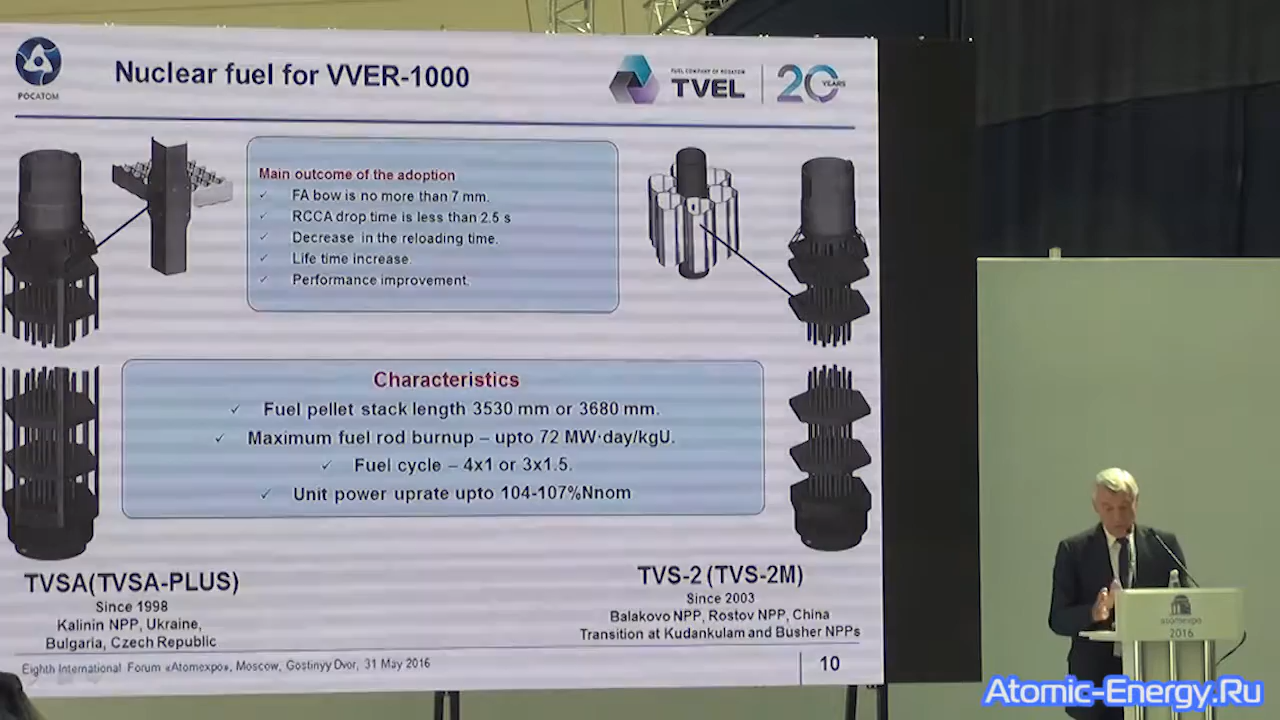 РОСАТОМ
Nuclear fuel for VVER-1000
FUEL COMPANY OF ROSATOM
TVEL
20 YEARS
Main outcome of the adoption
✓ FA bow is no more than 7 mm.
✓ RCCA drop time is less than 2.5 s
✓ Decrease in the reloading time.
✓ Life time increase.
✓ Performance improvement.
Characteristics
✓ Fuel pellet stack length 3530 mm or 3680 mm.
✓ Maximum fuel rod burnup – upto 72 MW·day/kgU.
✓ Fuel cycle – 4x1 or 3x1.5.
✓ Unit power uprate upto 104-107%Nnom
TVSA(TVSA-PLUS)
Since 1998
Kalinin NPP, Ukraine,
Bulgaria, Czech Republic
TVS-2 (TVS-2M)
Since 2003
Balakovo NPP, Rostov NPP, China
Transition at Kudankulam and Busher NPPs
Eighth International Forum «Atomexpo», Moscow, Gostinyy Dvor, 31 May 2016
10
atomexpo
2016
Atomic-Energy.Ru